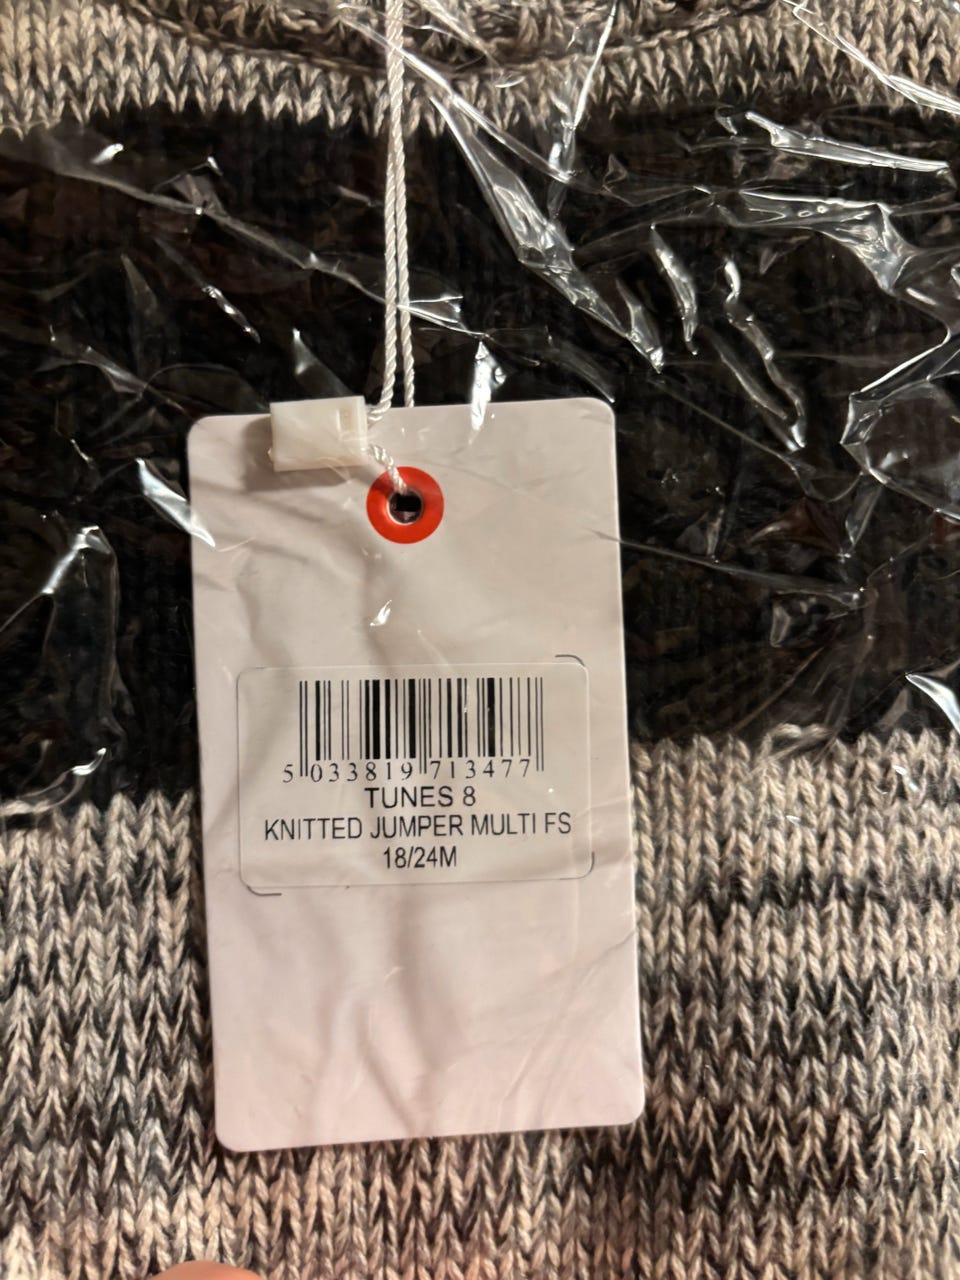 5 033819 713477
TUNES 8
KNITTED JUMPER MULTI FS
18/24M